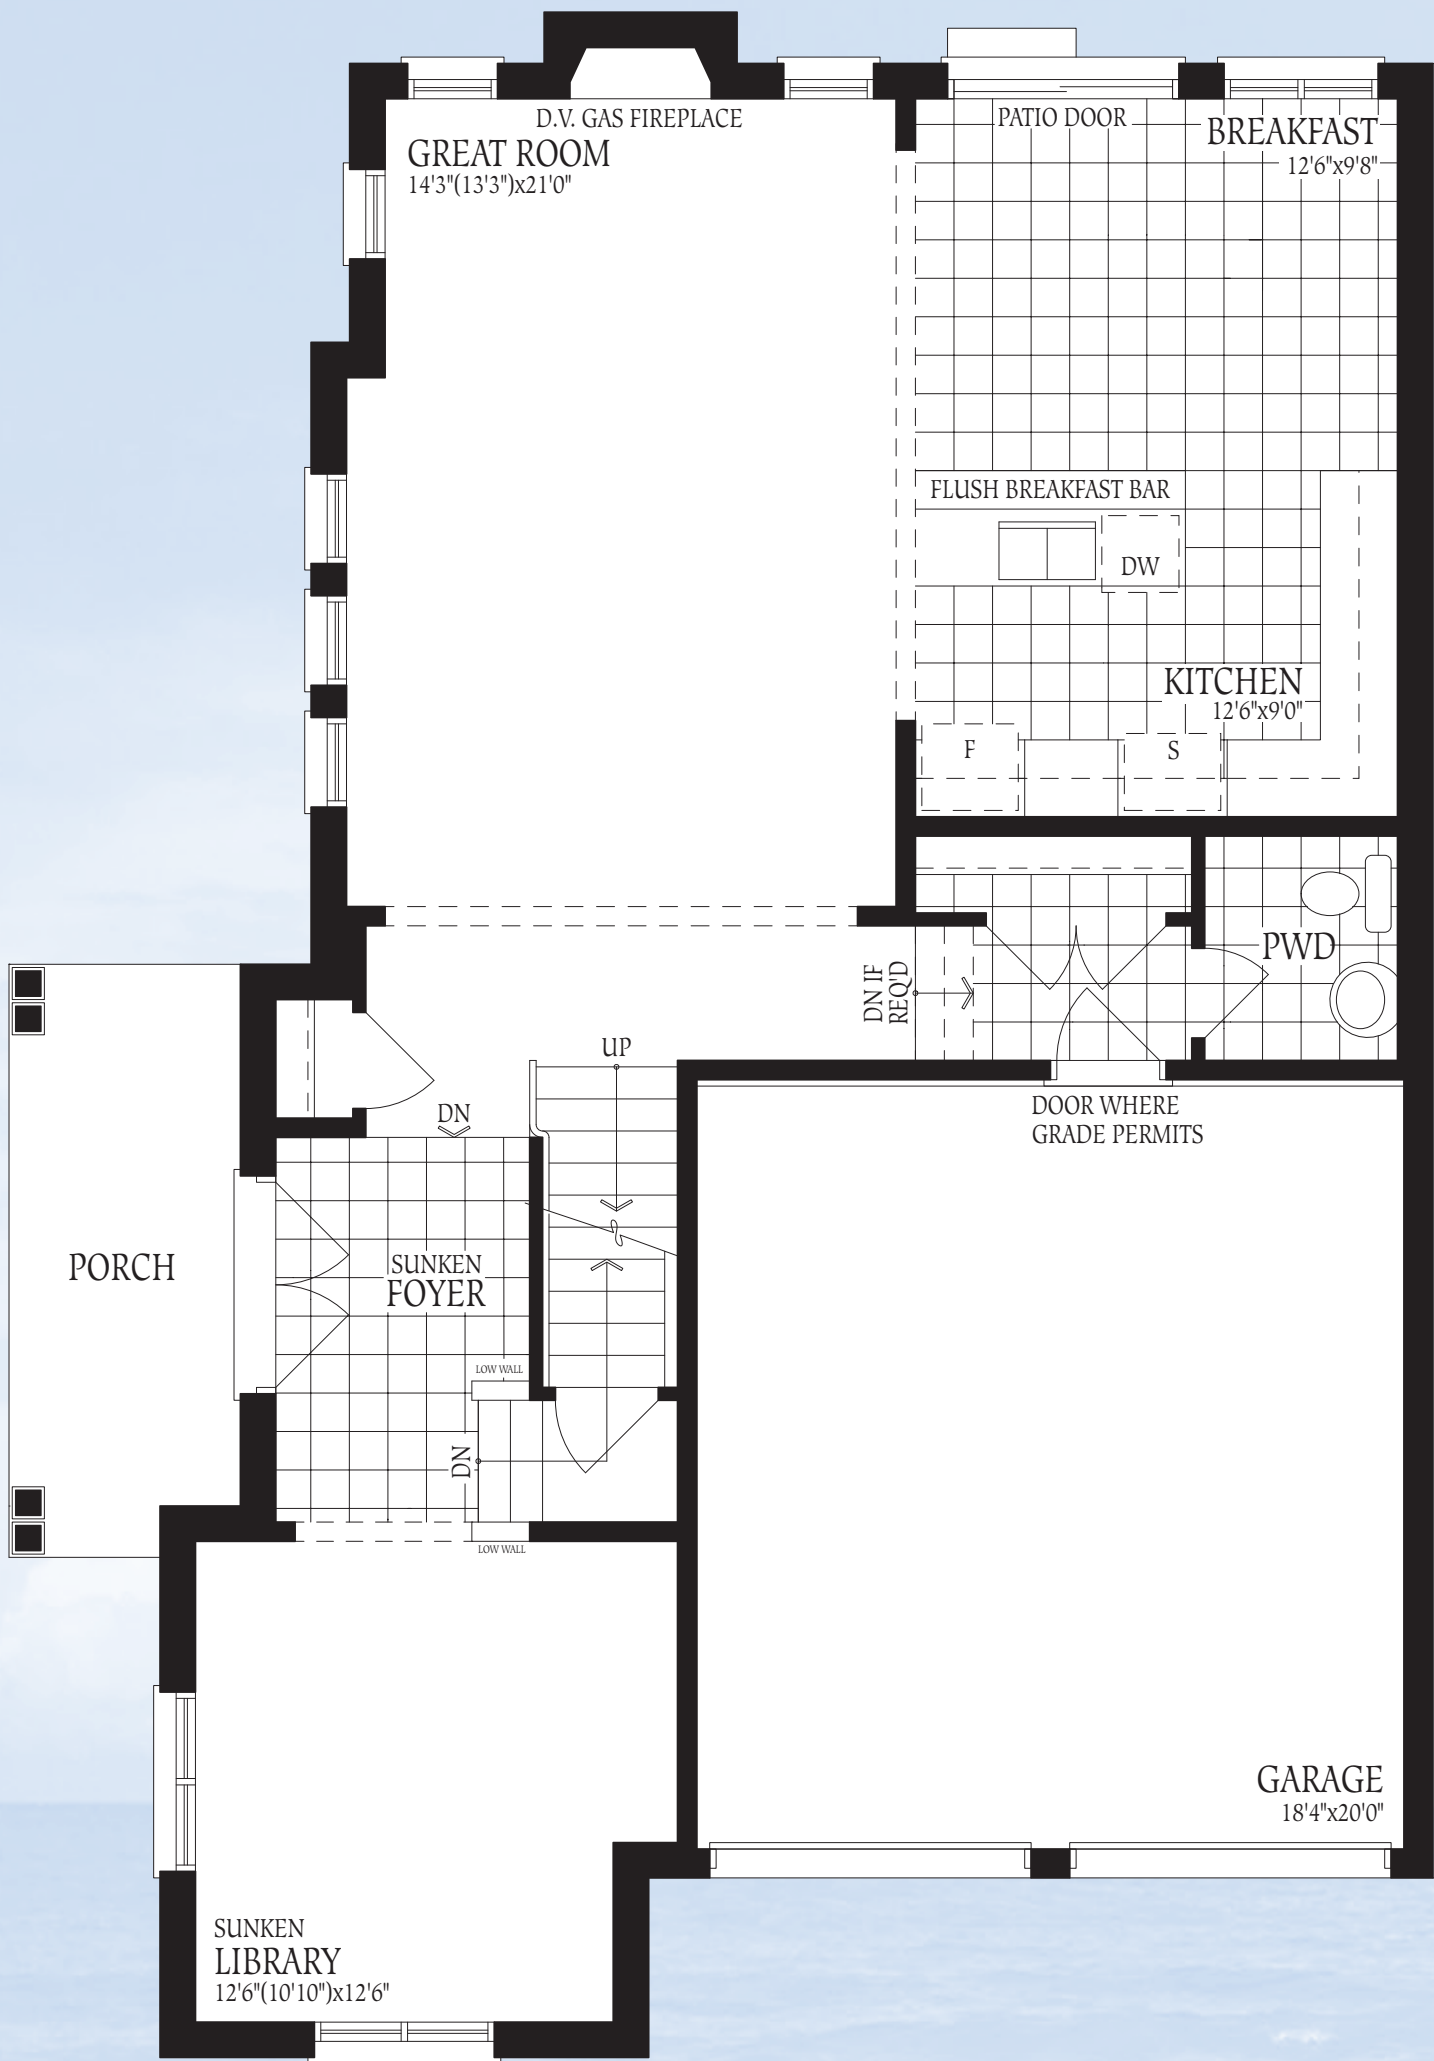 D.V. GAS FIREPLACE
GREAT ROOM
14'3"(13'3")x21'0"
PATIO DOOR
BREAKFAST
12'6"x9'8"
FLUSH BREAKFAST BAR
DW
KITCHEN
12'6"x9'0"
F
S
PWD
DN IF
REQ'D
UP
DN
DOOR WHERE
GRADE PERMITS
PORCH
SUNKEN
FOYER
LOW WALL
DN
LOW WALL
GARAGE
18'4"x20'0"
SUNKEN
LIBRARY
12'6"(10'10")x12'6"